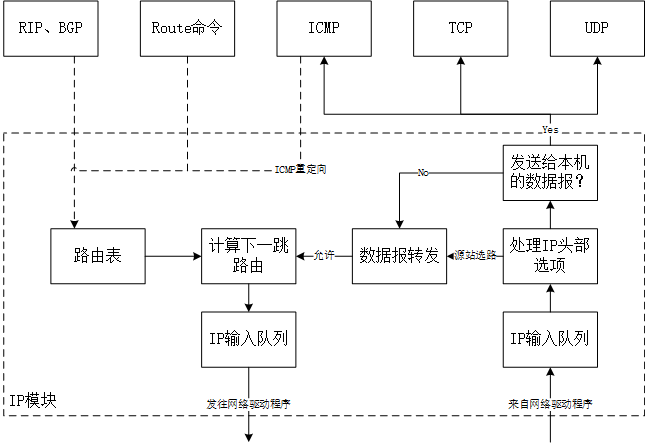 RIP、BGP
Route命令
ICMP
TCP
UDP
Yes
发送给本机
的数据报？
ICMP重定向
No
路由表
计算下一跳
路由
允许
数据报转发
源站选路
处理IP头部
选项
IP输入队列
IP输入队列
IP模块
发往网络驱动程序
来自网络驱动程序